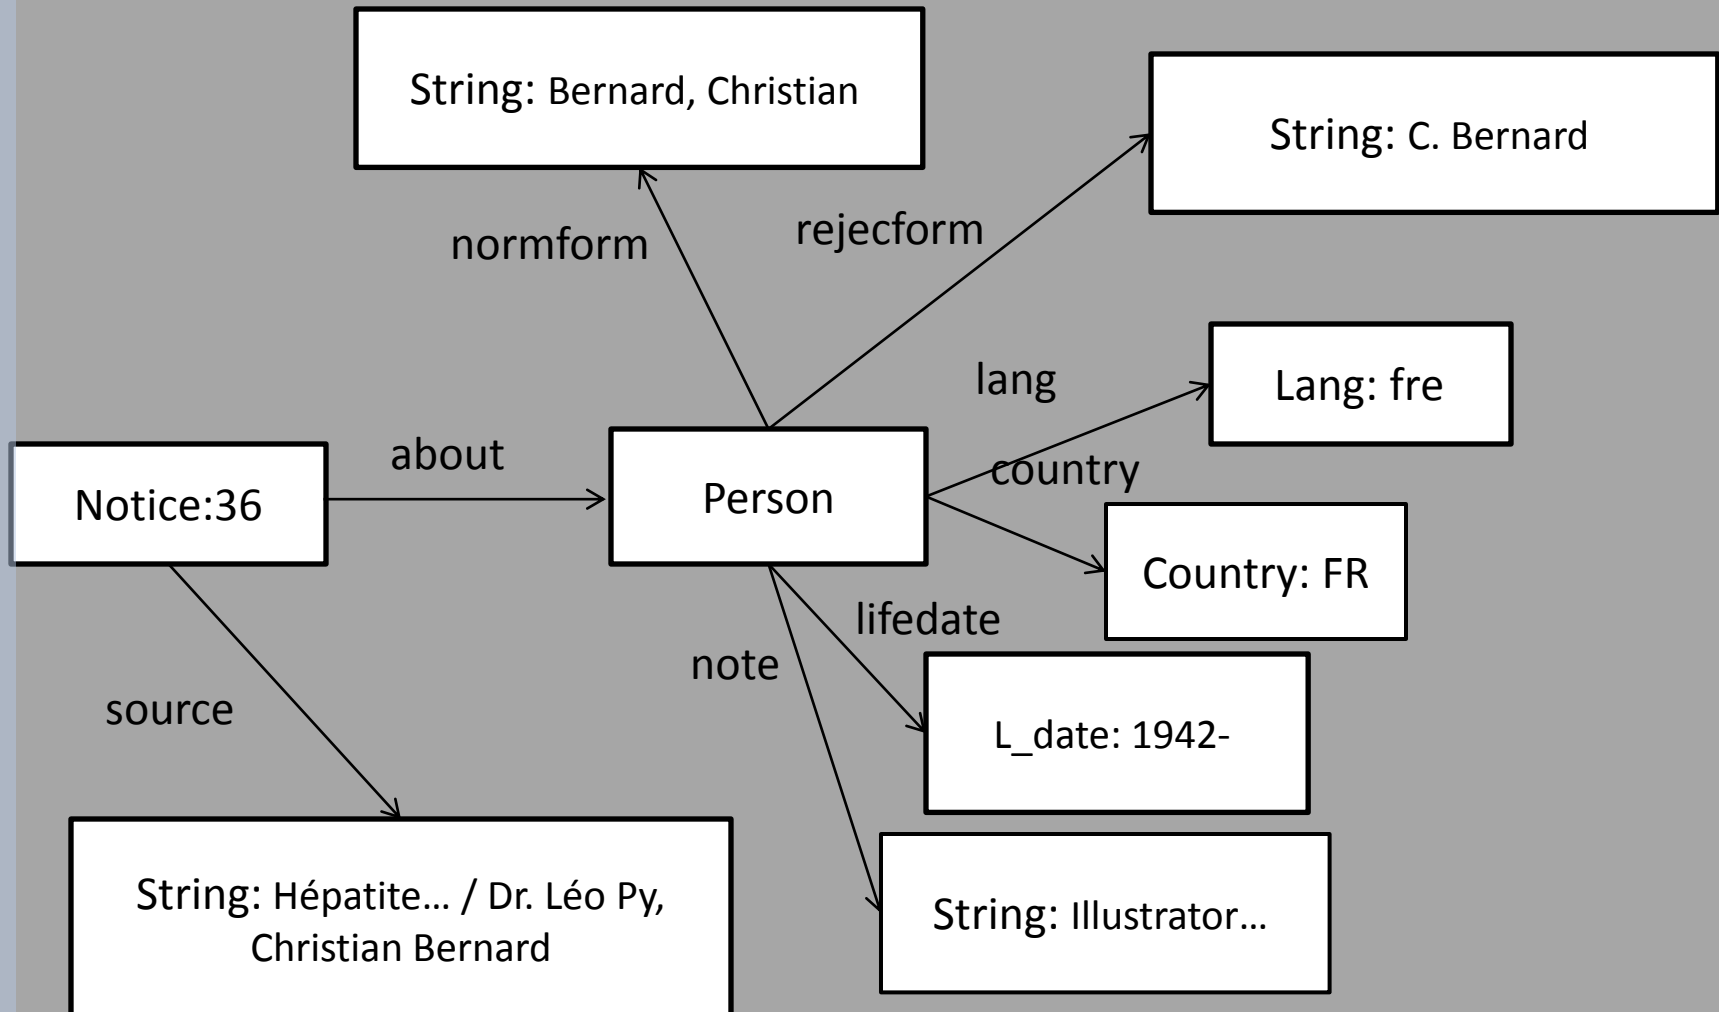 String: Bernard, Christian
String: C. Bernard
rejecform
normform
lang
Lang: fre
about
country
Notice:36
Person
Country: FR
lifedate
note
source
L_date: 1942-
String: Hépatite... / Dr. Léo Py,
Christian Bernard
String: Illustrator...